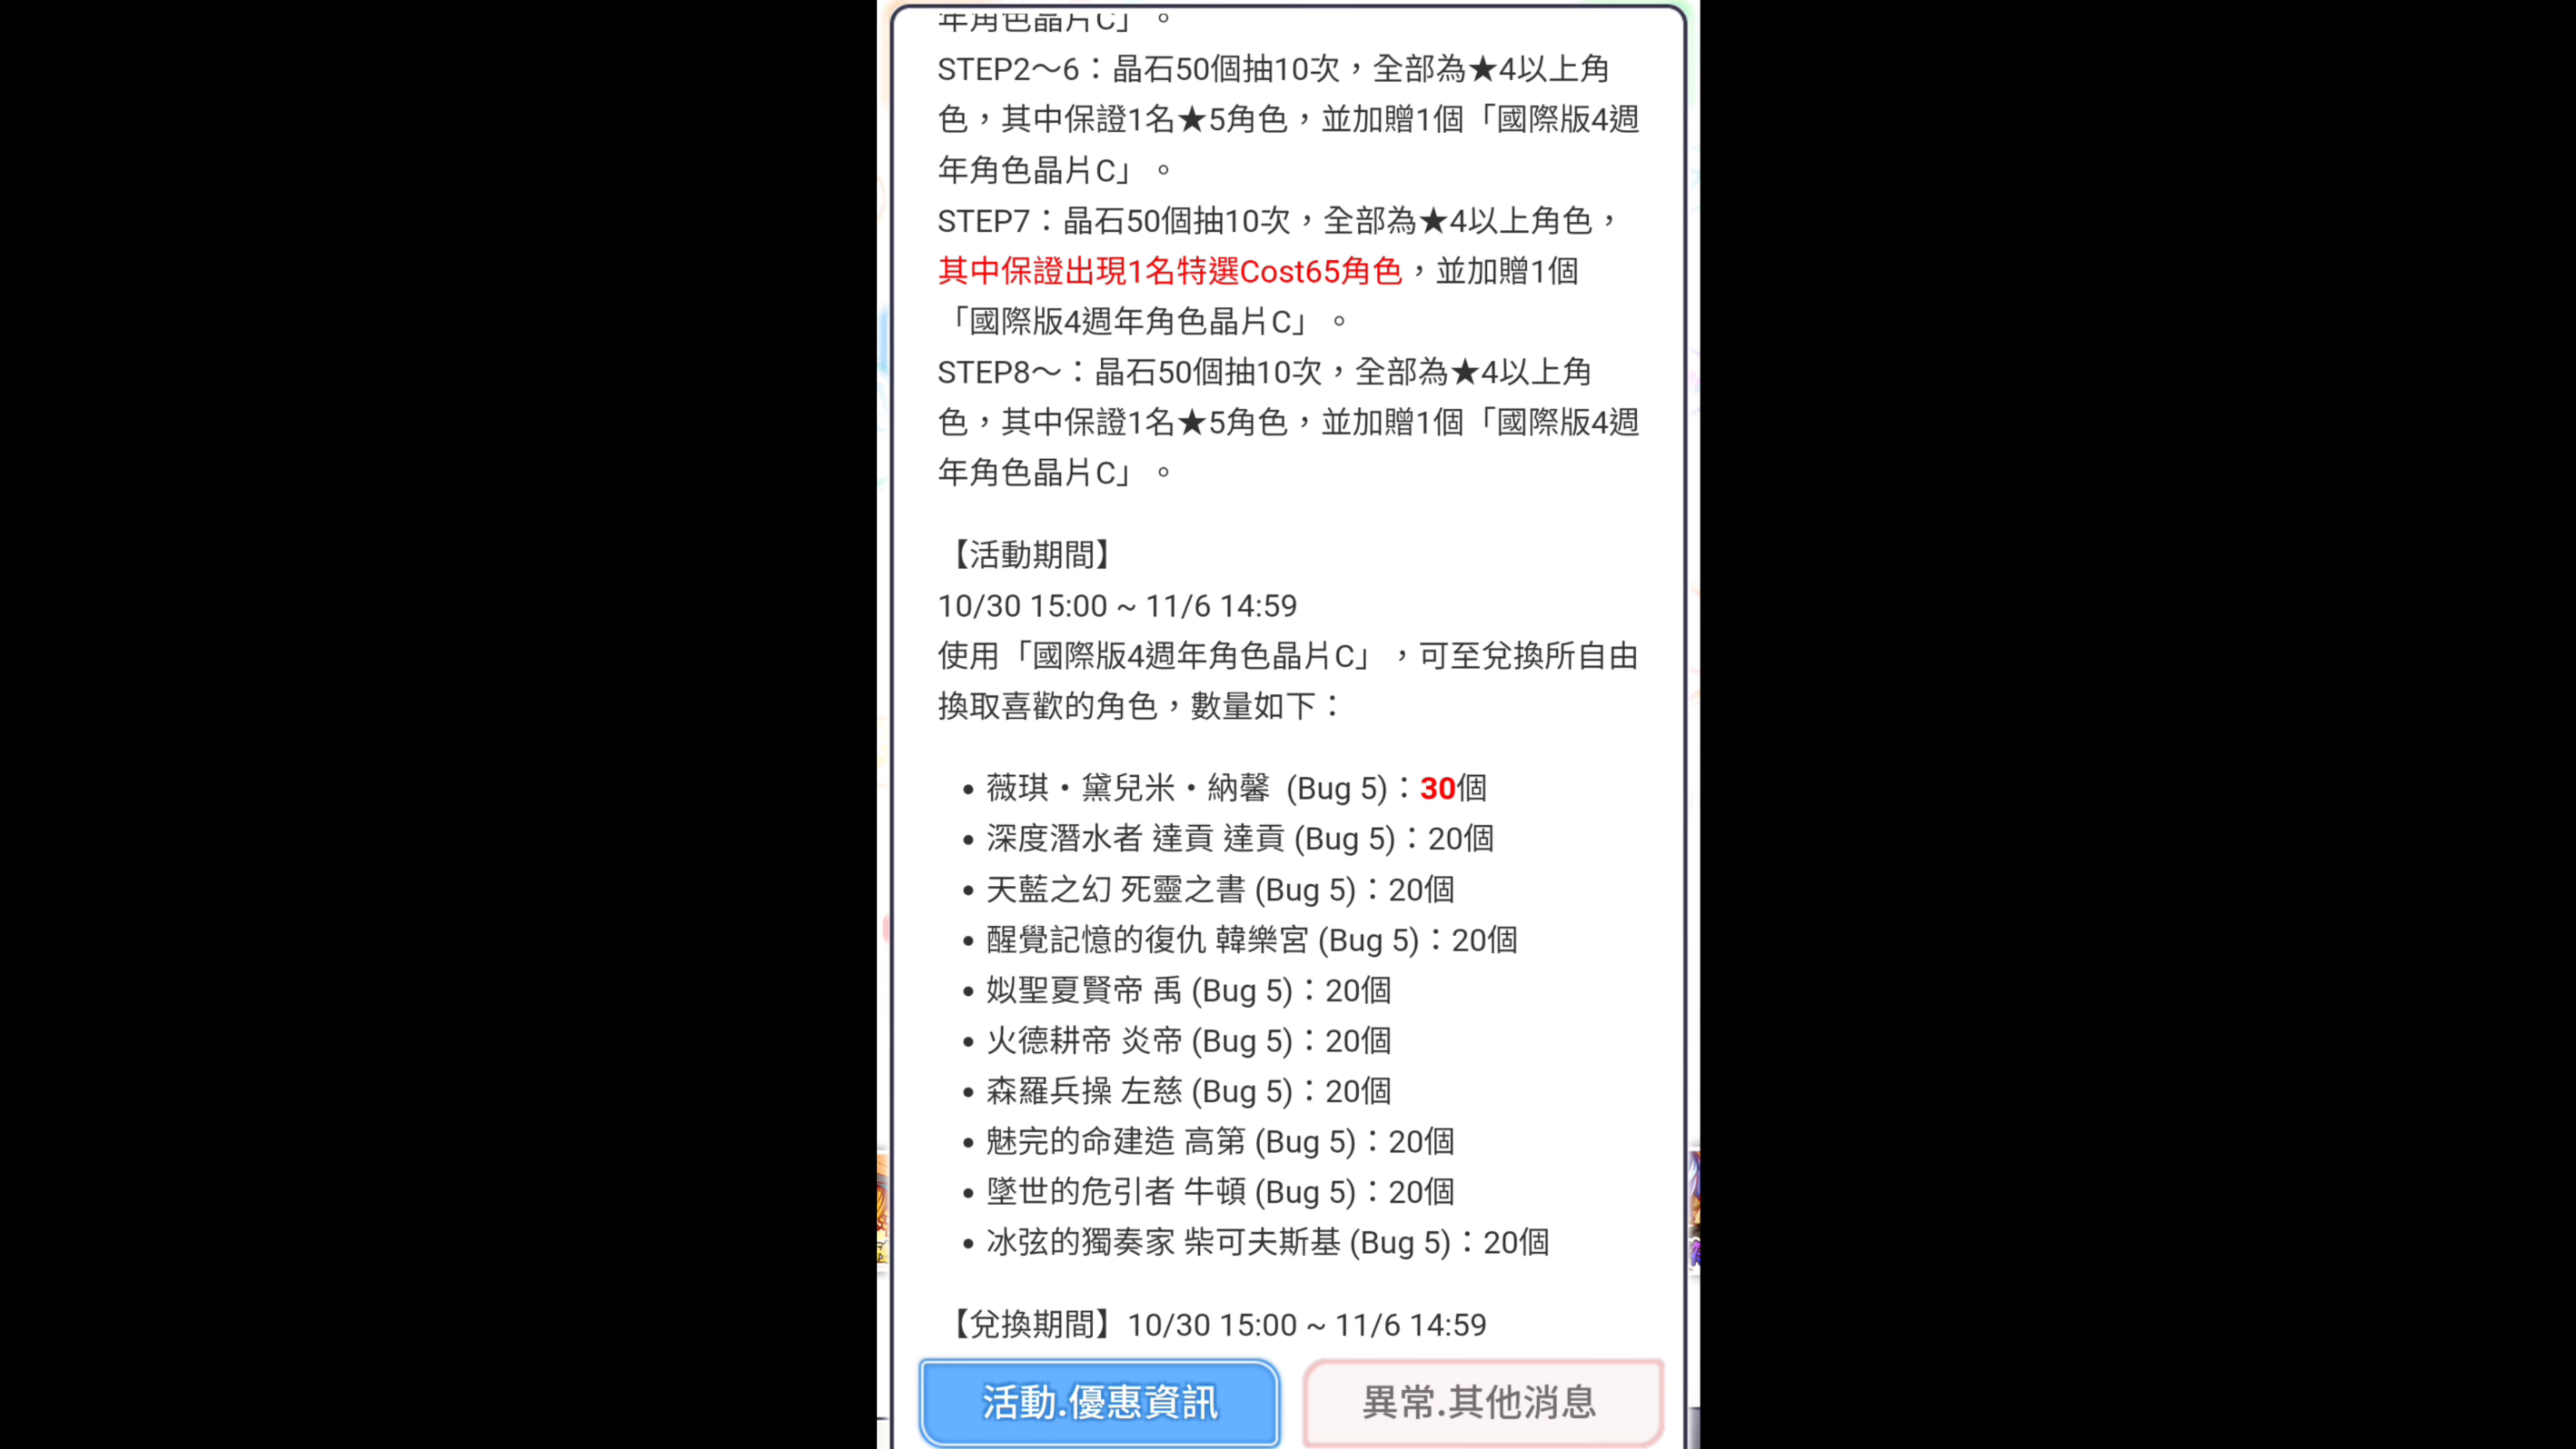 年角色晶片C」。
STEP2～6：晶石50個抽10次，全部為★4以上角
色，其中保證1名★5角色，並加贈1個「國際版4週
年角色晶片C」。
STEP7：晶石50個抽10次，全部為★4以上角色，
其中保證出現1名特選Cost65角色，並加贈1個
「國際版4週年角色晶片C」。
STEP8～：晶石50個抽10次，全部為★4以上角
色，其中保證1名★5角色，並加贈1個「國際版4週
年角色晶片C」。
【活動期間】
10/30 15:00 ~ 11/6 14:59
使用「國際版4週年角色晶片C」，可至兌換所自由
換取喜歡的角色，數量如下：
• 薇琪・黛兒米・納馨 (Bug 5)：30個
• 深度潛水者 達貢 達貢 (Bug 5)：20個
• 天藍之幻 死靈之書 (Bug 5)：20個
• 醒覺記憶的復仇 韓樂宮 (Bug 5)：20個
• 姒聖夏賢帝 禹 (Bug 5)：20個
• 火德耕帝 炎帝 (Bug 5)：20個
• 森羅兵操 左慈 (Bug 5)：20個
• 魅完的命建造 高第 (Bug 5)：20個
• 墜世的危引者 牛頓 (Bug 5)：20個
• 冰弦的獨奏家 柴可夫斯基 (Bug 5)：20個
【兌換期間】10/30 15:00 ~ 11/6 14:59
活動.優惠資訊
異常.其他消息